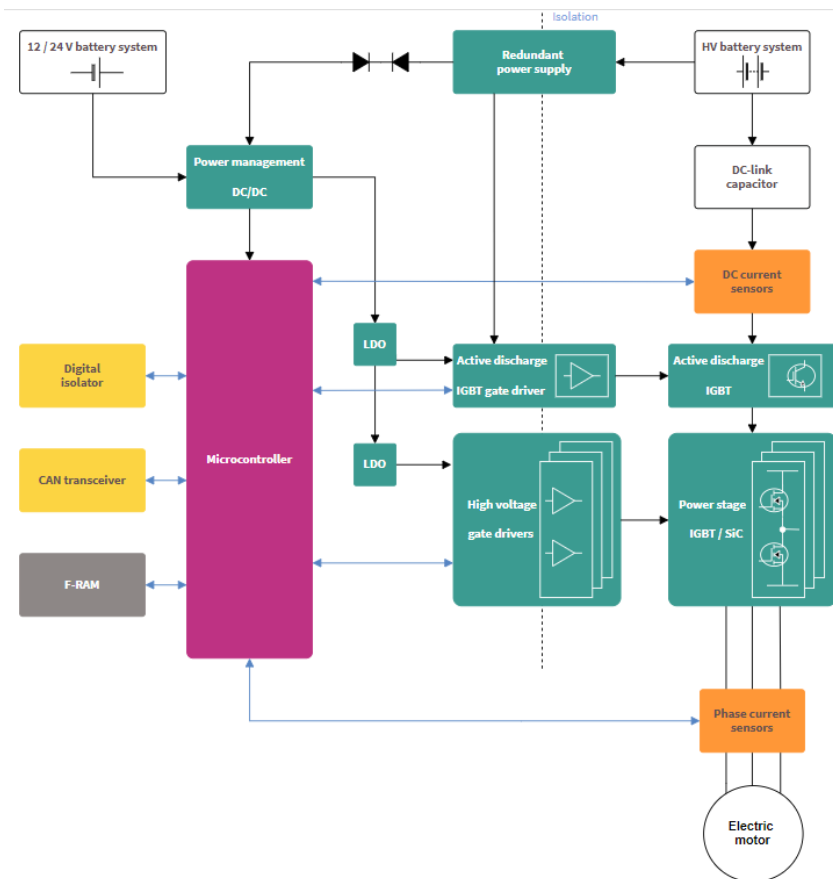 Isolation
12 / 24 V battery system
Redundant
power supply
HV battery system
Power management
DC/DC
DC-link
capacitor
DC current
sensors
LDO
Active discharge
IGBT gate driver
Active discharge
IGBT
Digital
isolator
Microcontroller
CAN transceiver
LDO
High voltage
gate drivers
Power stage
IGBT / SiC
F-RAM
Phase current
sensors
Electric
motor